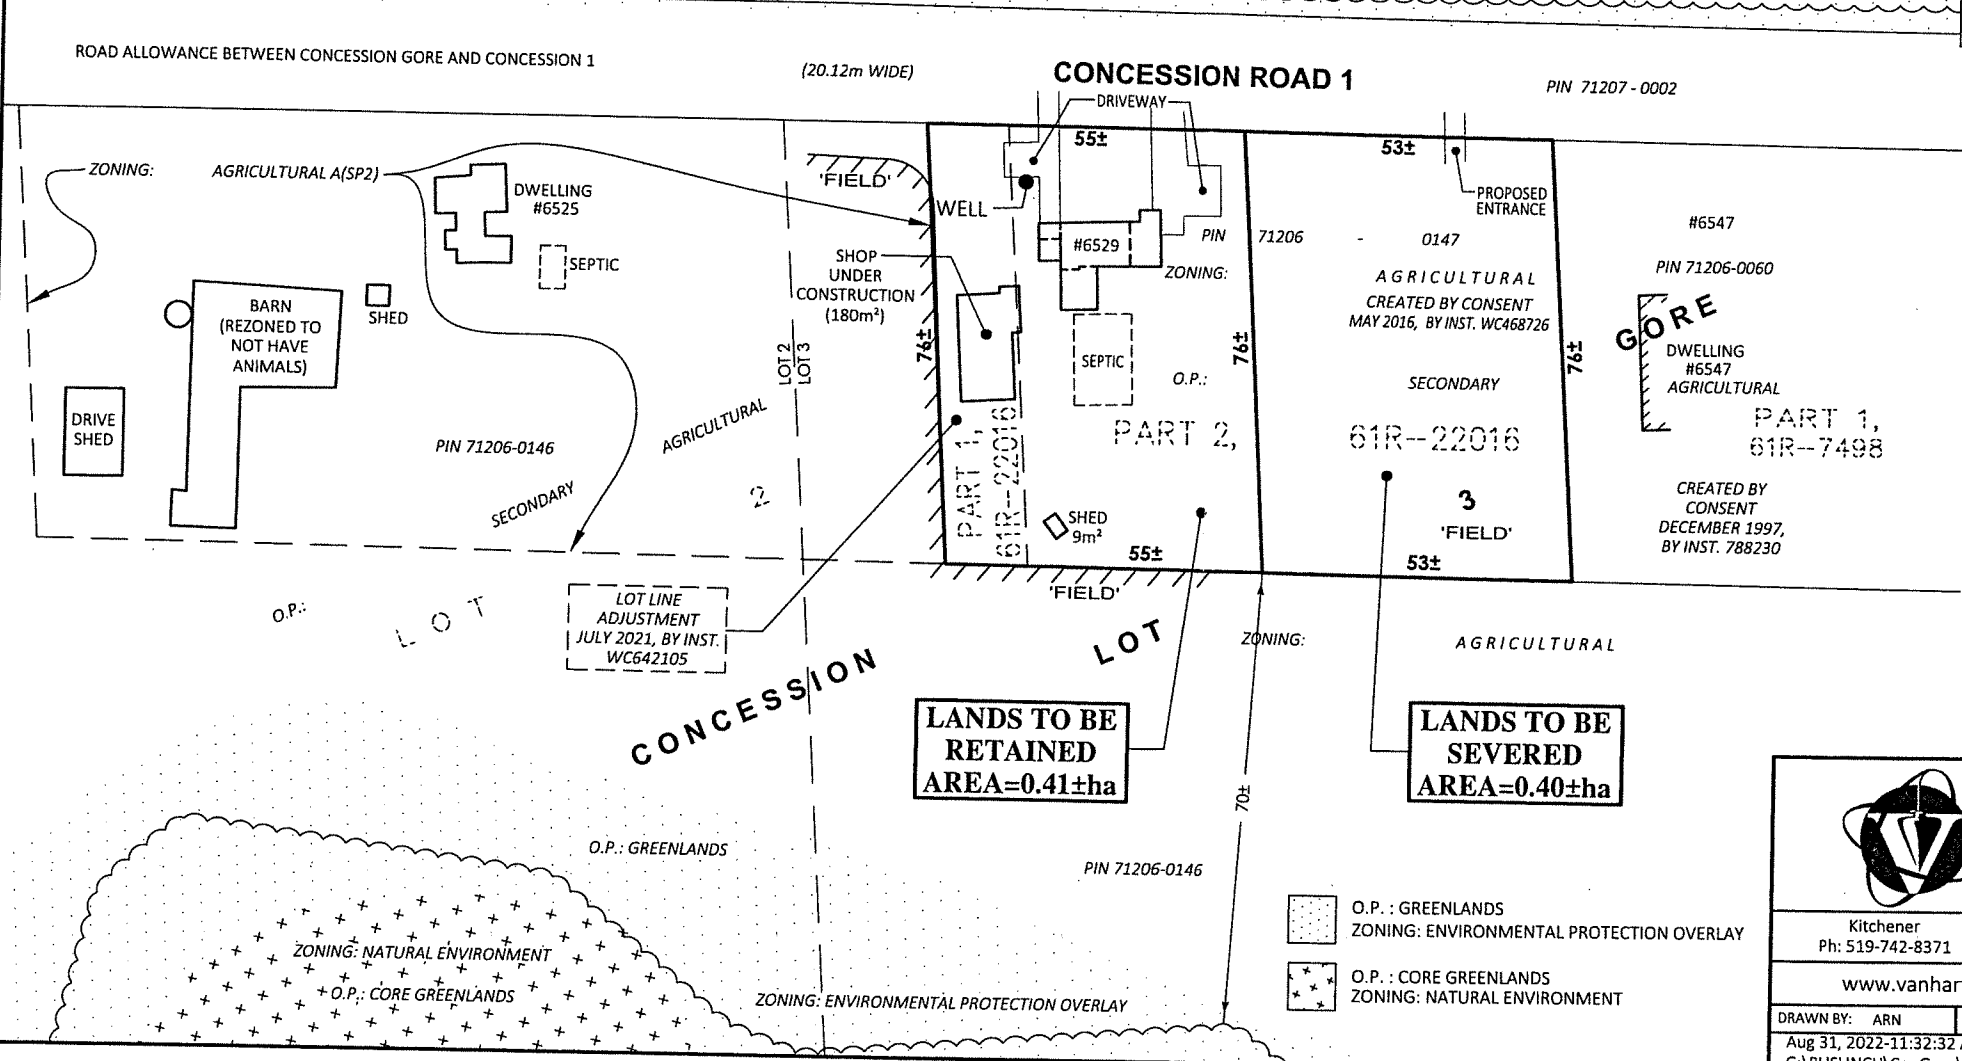 ROAD ALLOWANCE BETWEEN CONCESSION GORE AND CONCESSION 1
(20.12m WIDE)
CONCESSION ROAD 1
PIN 71207 - 0002
DRIVEWAY
55±
53±
ZONING:
AGRICULTURAL A(SP2)
DWELLING
#6525
SEPTIC
'FIELD'
WELL
#6529
PROPOSED
ENTRANCE
#6547
PIN
71206
-
0147
ZONING:
AGRICULTURAL
PIN 71206-0060
BARN
(REZONED TO
NOT HAVE
ANIMALS)
SHED
SHOP
UNDER
CONSTRUCTION
(180m²)
CREATED BY CONSENT
MAY 2016, BY INST. WC468726
GORE
LOT 2
LOT 3
76±
76±
76±
SEPTIC
O.P.:
SECONDARY
DWELLING
#6547
AGRICULTURAL
DRIVE
SHED
PIN 71206-0146
AGRICULTURAL
PART 1,
61R--22016
PART 2,
61R--22016
PART 1,
61R--7498
SECONDARY
2
SHED
9m²
3
'FIELD'
CREATED BY
CONSENT
DECEMBER 1997,
BY INST. 788230
55±
53±
'FIELD'
O.P.:
LOT
LOT LINE
ADJUSTMENT
JULY 2021, BY INST.
WC642105
CONCESSION
LOT
ZONING:
AGRICULTURAL
LANDS TO BE
RETAINED
AREA=0.41±ha
LANDS TO BE
SEVERED
AREA=0.40±ha
70±
O.P.: GREENLANDS
PIN 71206-0146
ZONING: NATURAL ENVIRONMENT
O.P.: CORE GREENLANDS
ZONING: ENVIRONMENTAL PROTECTION OVERLAY
O.P. : GREENLANDS
ZONING: ENVIRONMENTAL PROTECTION OVERLAY
O.P. : CORE GREENLANDS
ZONING: NATURAL ENVIRONMENT
Kitchener
Ph: 519-742-8371
www.vanhar
DRAWN BY: ARN
Aug 31, 2022-11:32:32